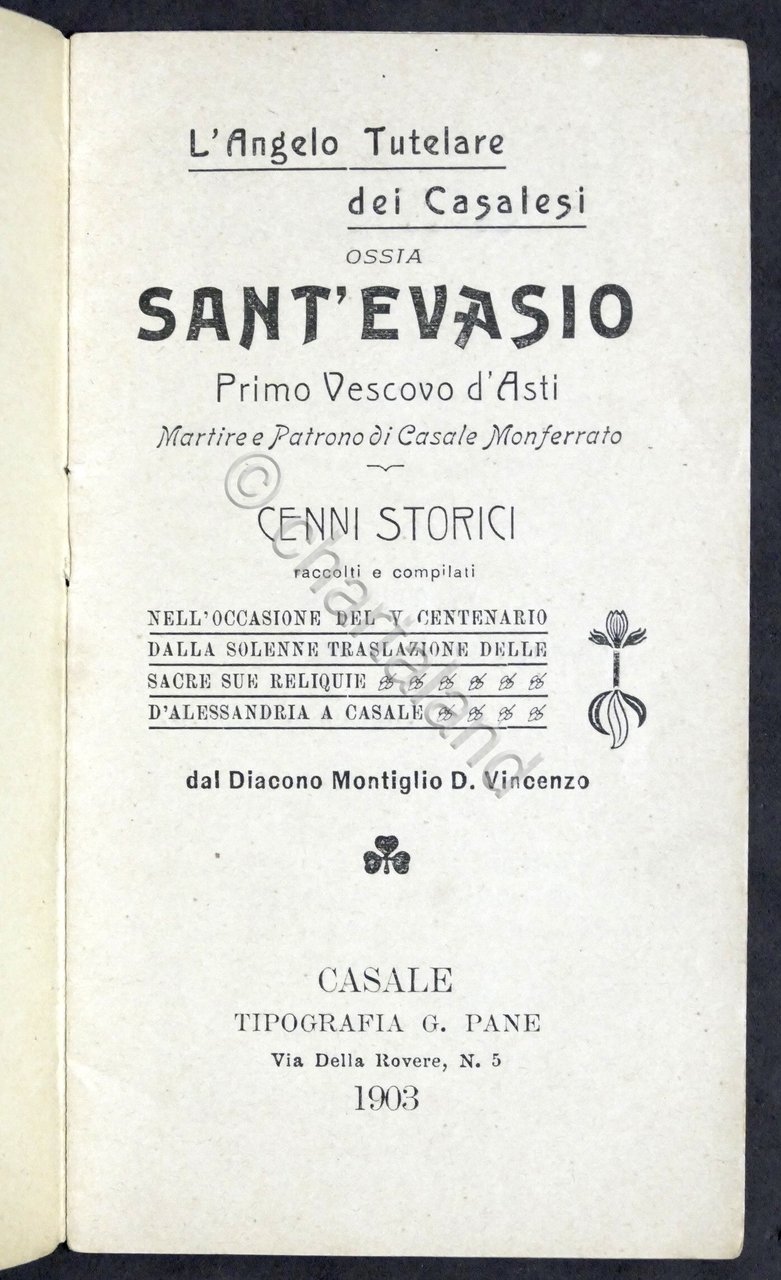 L'Angelo Tutelare
dei Casalesi
OSSIA
SANT'EVASIO
Primo Vescovo d'Asti
Martire e Patrono di Casale Monferrato
CENNI STORICI
raccolti e compilati
NELL'OCCASIONE DEL V CENTENARIO
DALLA SOLENNE TRASLAZIONE DELLE
SACRE SUE RELIQUIE
D'ALESSANDRIA A CASALE
dal Diacono Montiglio D. Vincenzo
CASALE
TIPOGRAFIA G. PANE
Via Della Rovere, N. 5
1903
© chartaland